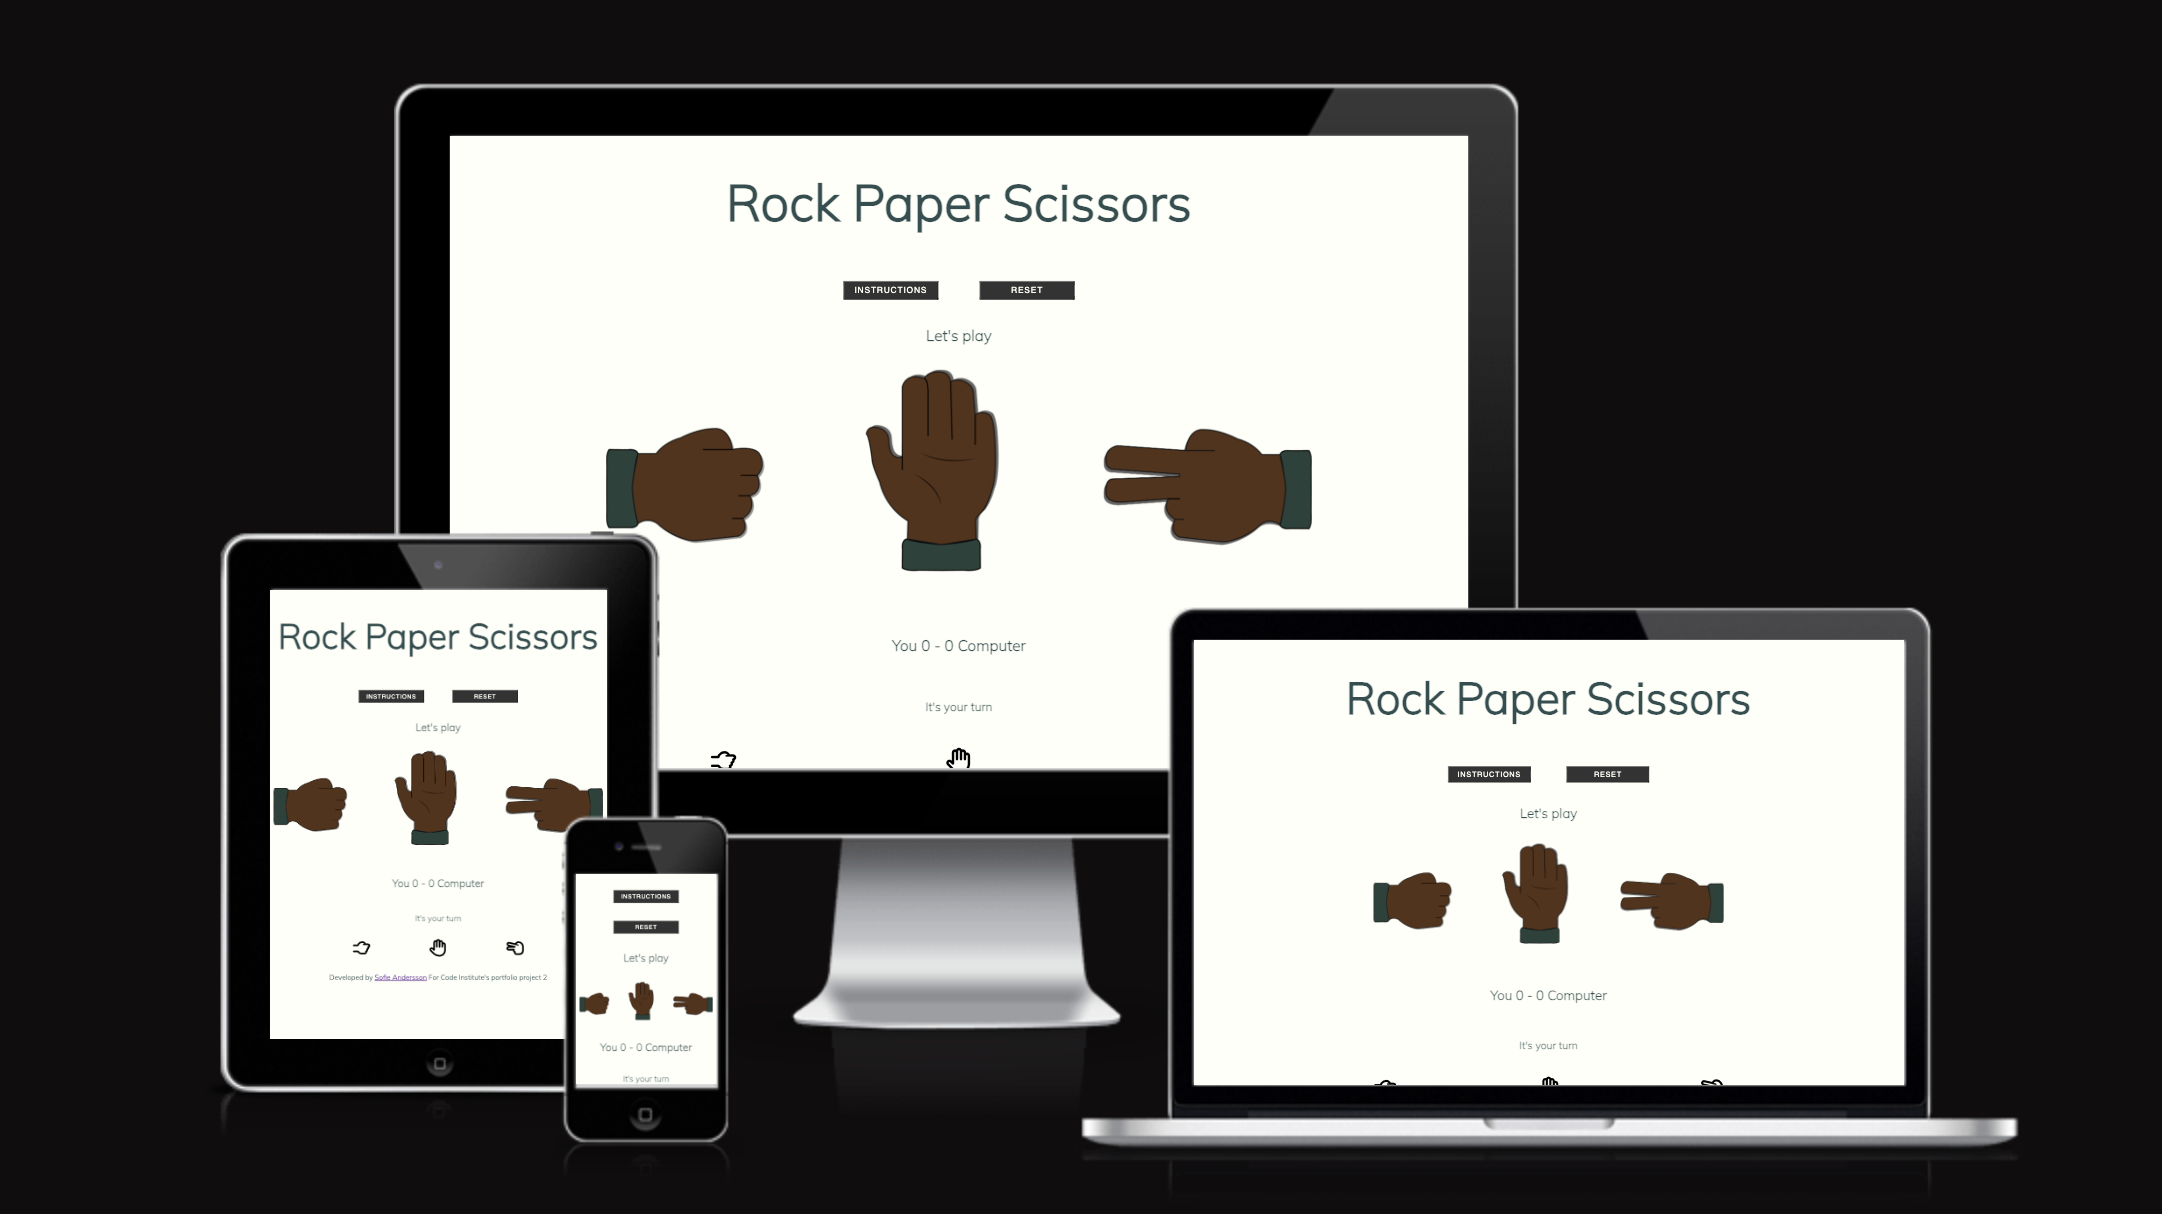 Rock Paper Scissors
INSTRUCTIONS RESET
Let's play
You 0 - 0 Computer
It's your turn
Rock Paper Scissors
INSTRUCTIONS RESET
Let's play
You 0 - 0 Computer
It's your turn
Developed by Sofie Andersson For Code Institute's portfolio project 2
INSTRUCTIONS
RESET
Let's play
You 0 - 0 Computer
It's your turn
Rock Paper Scissors
INSTRUCTIONS RESET
Let's play
You 0 - 0 Computer
It's your turn